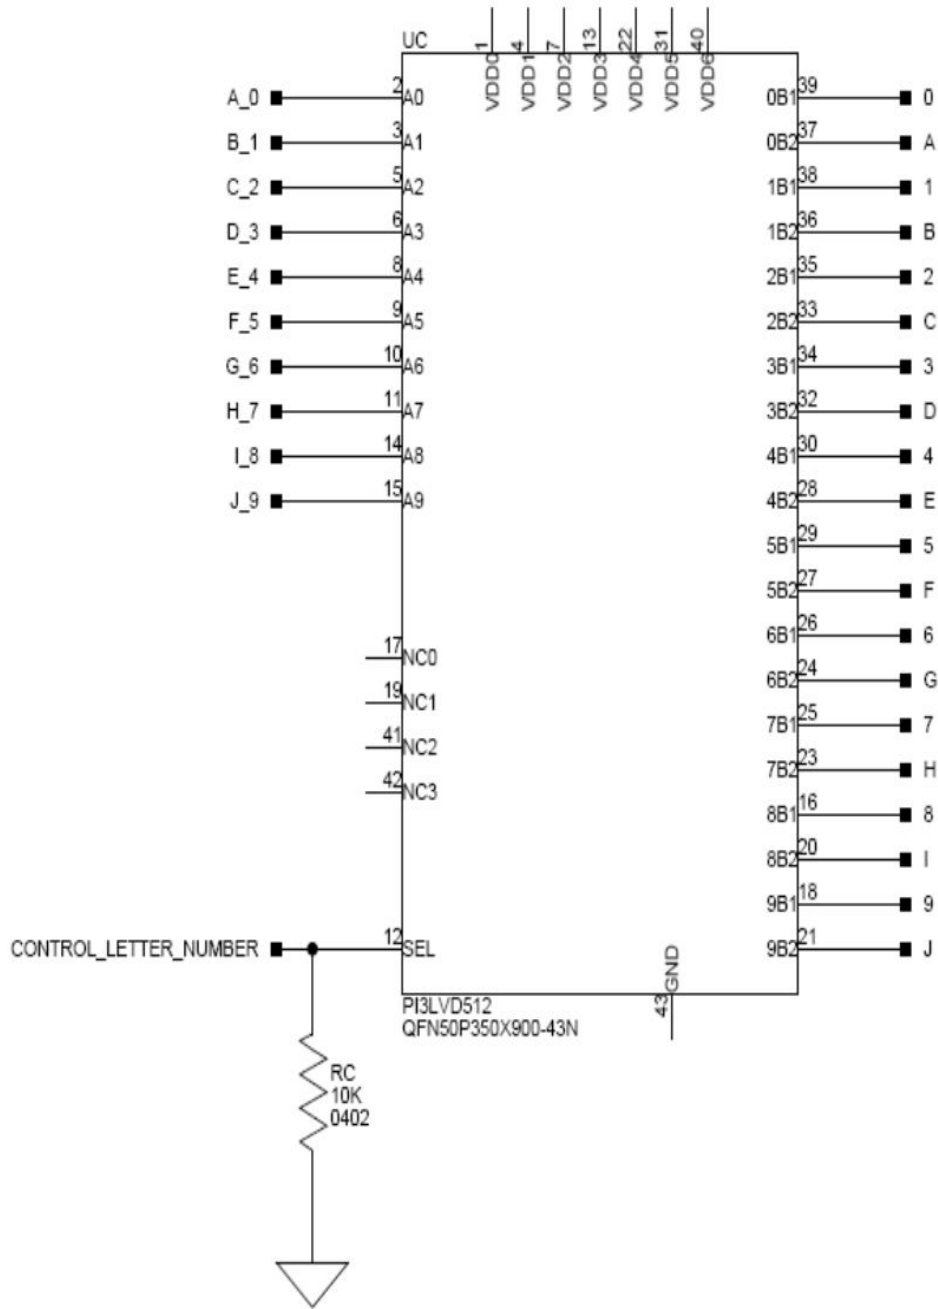 UC
1 VDD0
4 VDD1
7 VDD2
13 VDD3
22 VDD4
31 VDD5
40 VDD6
A_0 2 A0
B_1 3 A1
C_2 5 A2
D_3 6 A3
E_4 8 A4
F_5 9 A5
G_6 10 A6
H_7 11 A7
I_8 14 A8
J_9 15 A9
17 NC0
19 NC1
41 NC2
42 NC3
CONTROL_LETTER_NUMBER 12 SEL
0B1 39 0
0B2 37 A
1B1 38 1
1B2 36 B
2B1 35 2
2B2 33 C
3B1 34 3
3B2 32 D
4B1 30 4
4B2 28 E
5B1 29 5
5B2 27 F
6B1 26 6
6B2 24 G
7B1 25 7
7B2 23 H
8B1 16 8
8B2 20 I
9B1 18 9
9B2 21 J
43 GND
PI3LVD512
QFN50P350X900-43N
RC
10K
0402